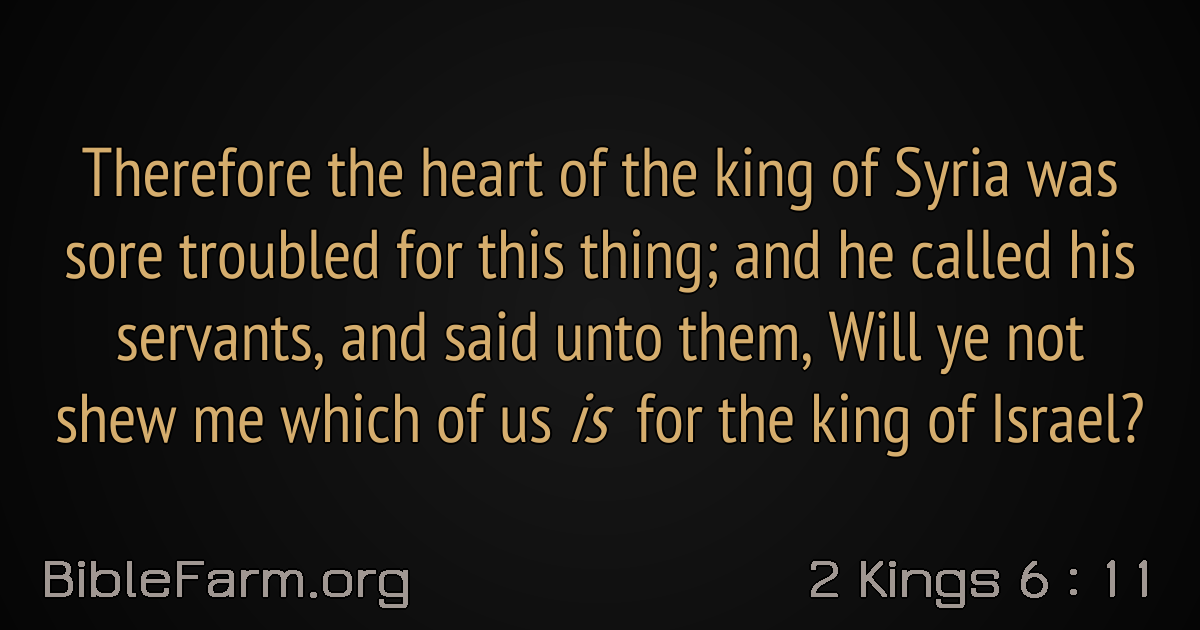 Therefore the heart of the king of Syria was
sore troubled for this thing; and he called his
servants, and said unto them, Will ye not
shew me which of us is for the king of Israel?
BibleFarm.org
2 Kings 6 : 11